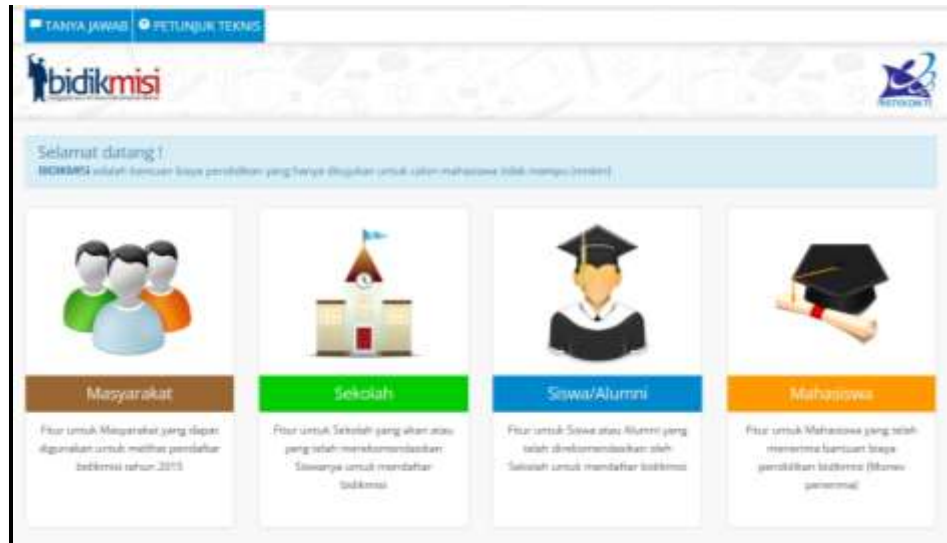 TANYA JAWAB PETUNJUK TEKNIS
bidikmisi
Selamat datang !
BIDIKMISI adalah bantuan biaya pendidikan yang hanya ditujukan untuk calon mahasiswa tidak mampu (miskin)
Masyarakat Sekolah Siswa/Alumni Mahasiswa
Fitur untuk Masyarakat yang dapat
digunakan untuk melihat pendaftar
bidikmisi tahun 2015
Fitur untuk Sekolah yang akan atau
yang telah merekomendasikan
Siswanya untuk mendaftar
bidikmisi
Fitur untuk Siswa atau Alumni yang
telah direkomendasikan oleh
Sekolah untuk mendaftar bidikmisi
Fitur untuk Mahasiswa yang telah
menerima bantuan biaya
pendidikan bidikmisi (Monev
penerima)